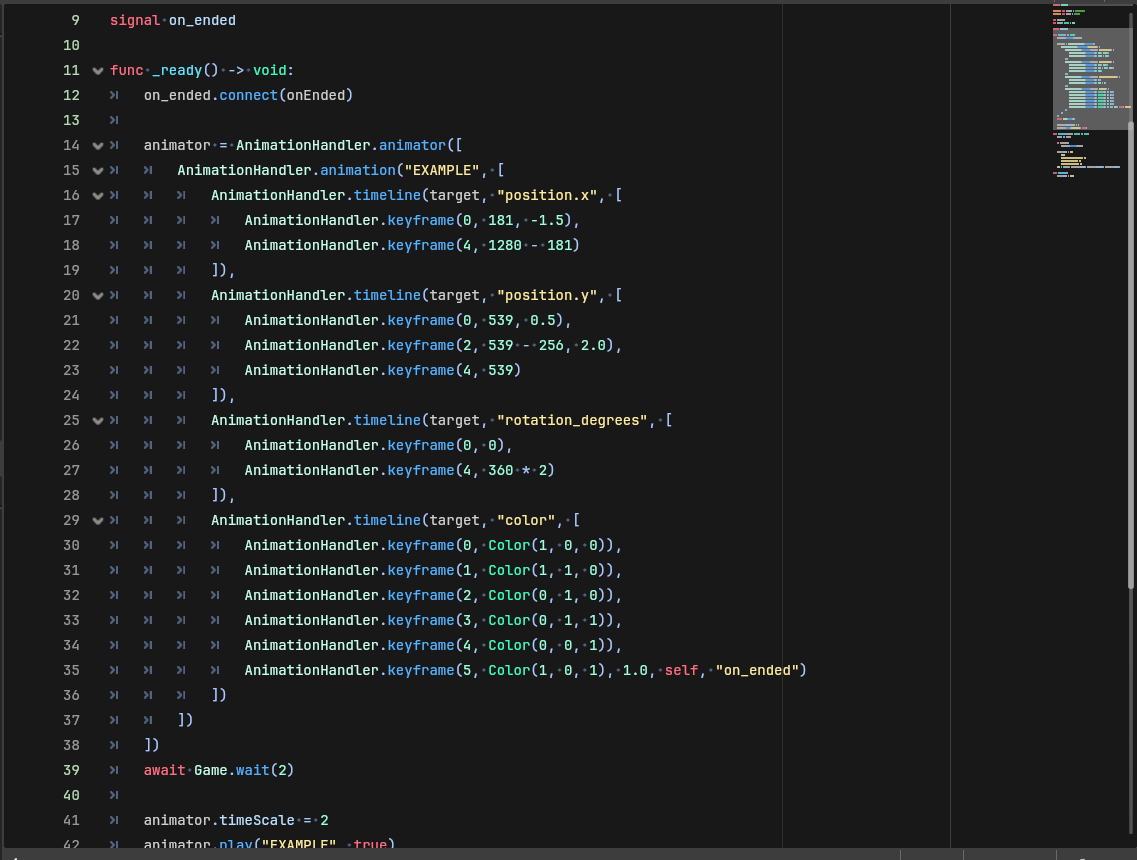 9 signal on_ended
10
11 func _ready() -> void:
12 on_ended.connect(onEnded)
13
14 animator = AnimationHandler.animator([
15 AnimationHandler.animation("EXAMPLE", [
16 AnimationHandler.timeline(target, "position.x", [
17 AnimationHandler.keyframe(0, 181, -1.5),
18 AnimationHandler.keyframe(4, 1280 - 181)
19 ]),
20 AnimationHandler.timeline(target, "position.y", [
21 AnimationHandler.keyframe(0, 539, 0.5),
22 AnimationHandler.keyframe(2, 539 - 256, 2.0),
23 AnimationHandler.keyframe(4, 539)
24 ]),
25 AnimationHandler.timeline(target, "rotation_degrees", [
26 AnimationHandler.keyframe(0, 0),
27 AnimationHandler.keyframe(4, 360 * 2)
28 ]),
29 AnimationHandler.timeline(target, "color", [
30 AnimationHandler.keyframe(0, Color(1, 0, 0)),
31 AnimationHandler.keyframe(1, Color(1, 1, 0)),
32 AnimationHandler.keyframe(2, Color(0, 1, 0)),
33 AnimationHandler.keyframe(3, Color(0, 1, 1)),
34 AnimationHandler.keyframe(4, Color(0, 0, 1)),
35 AnimationHandler.keyframe(5, Color(1, 0, 1), 1.0, self, "on_ended")
36 ])
37 ])
38 ])
39 await Game.wait(2)
40
41 animator.timeScale = 2
42 animator.play("EXAMPLE", true)